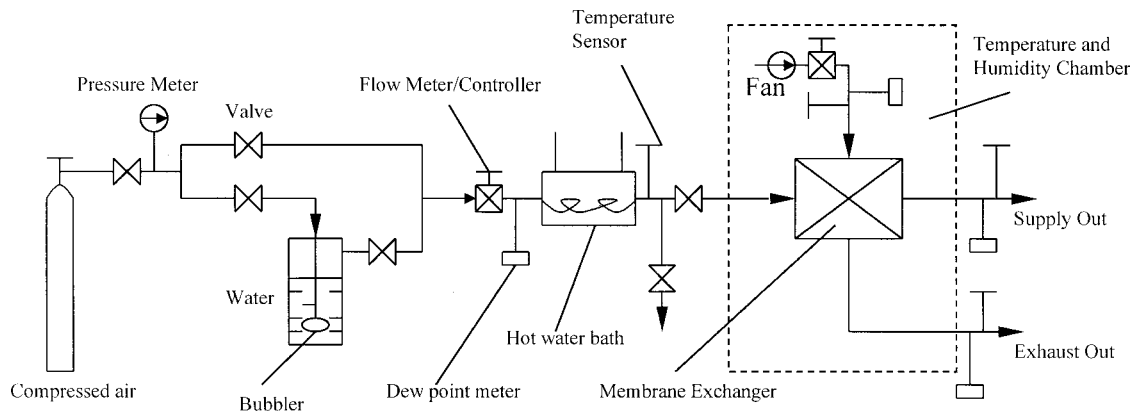 Temperature
Sensor
Temperature and
Humidity Chamber
Pressure Meter
Flow Meter/Controller
Fan
Valve
Supply Out
Water
Hot water bath
Exhaust Out
Compressed air
Bubbler
Dew point meter
Membrane Exchanger